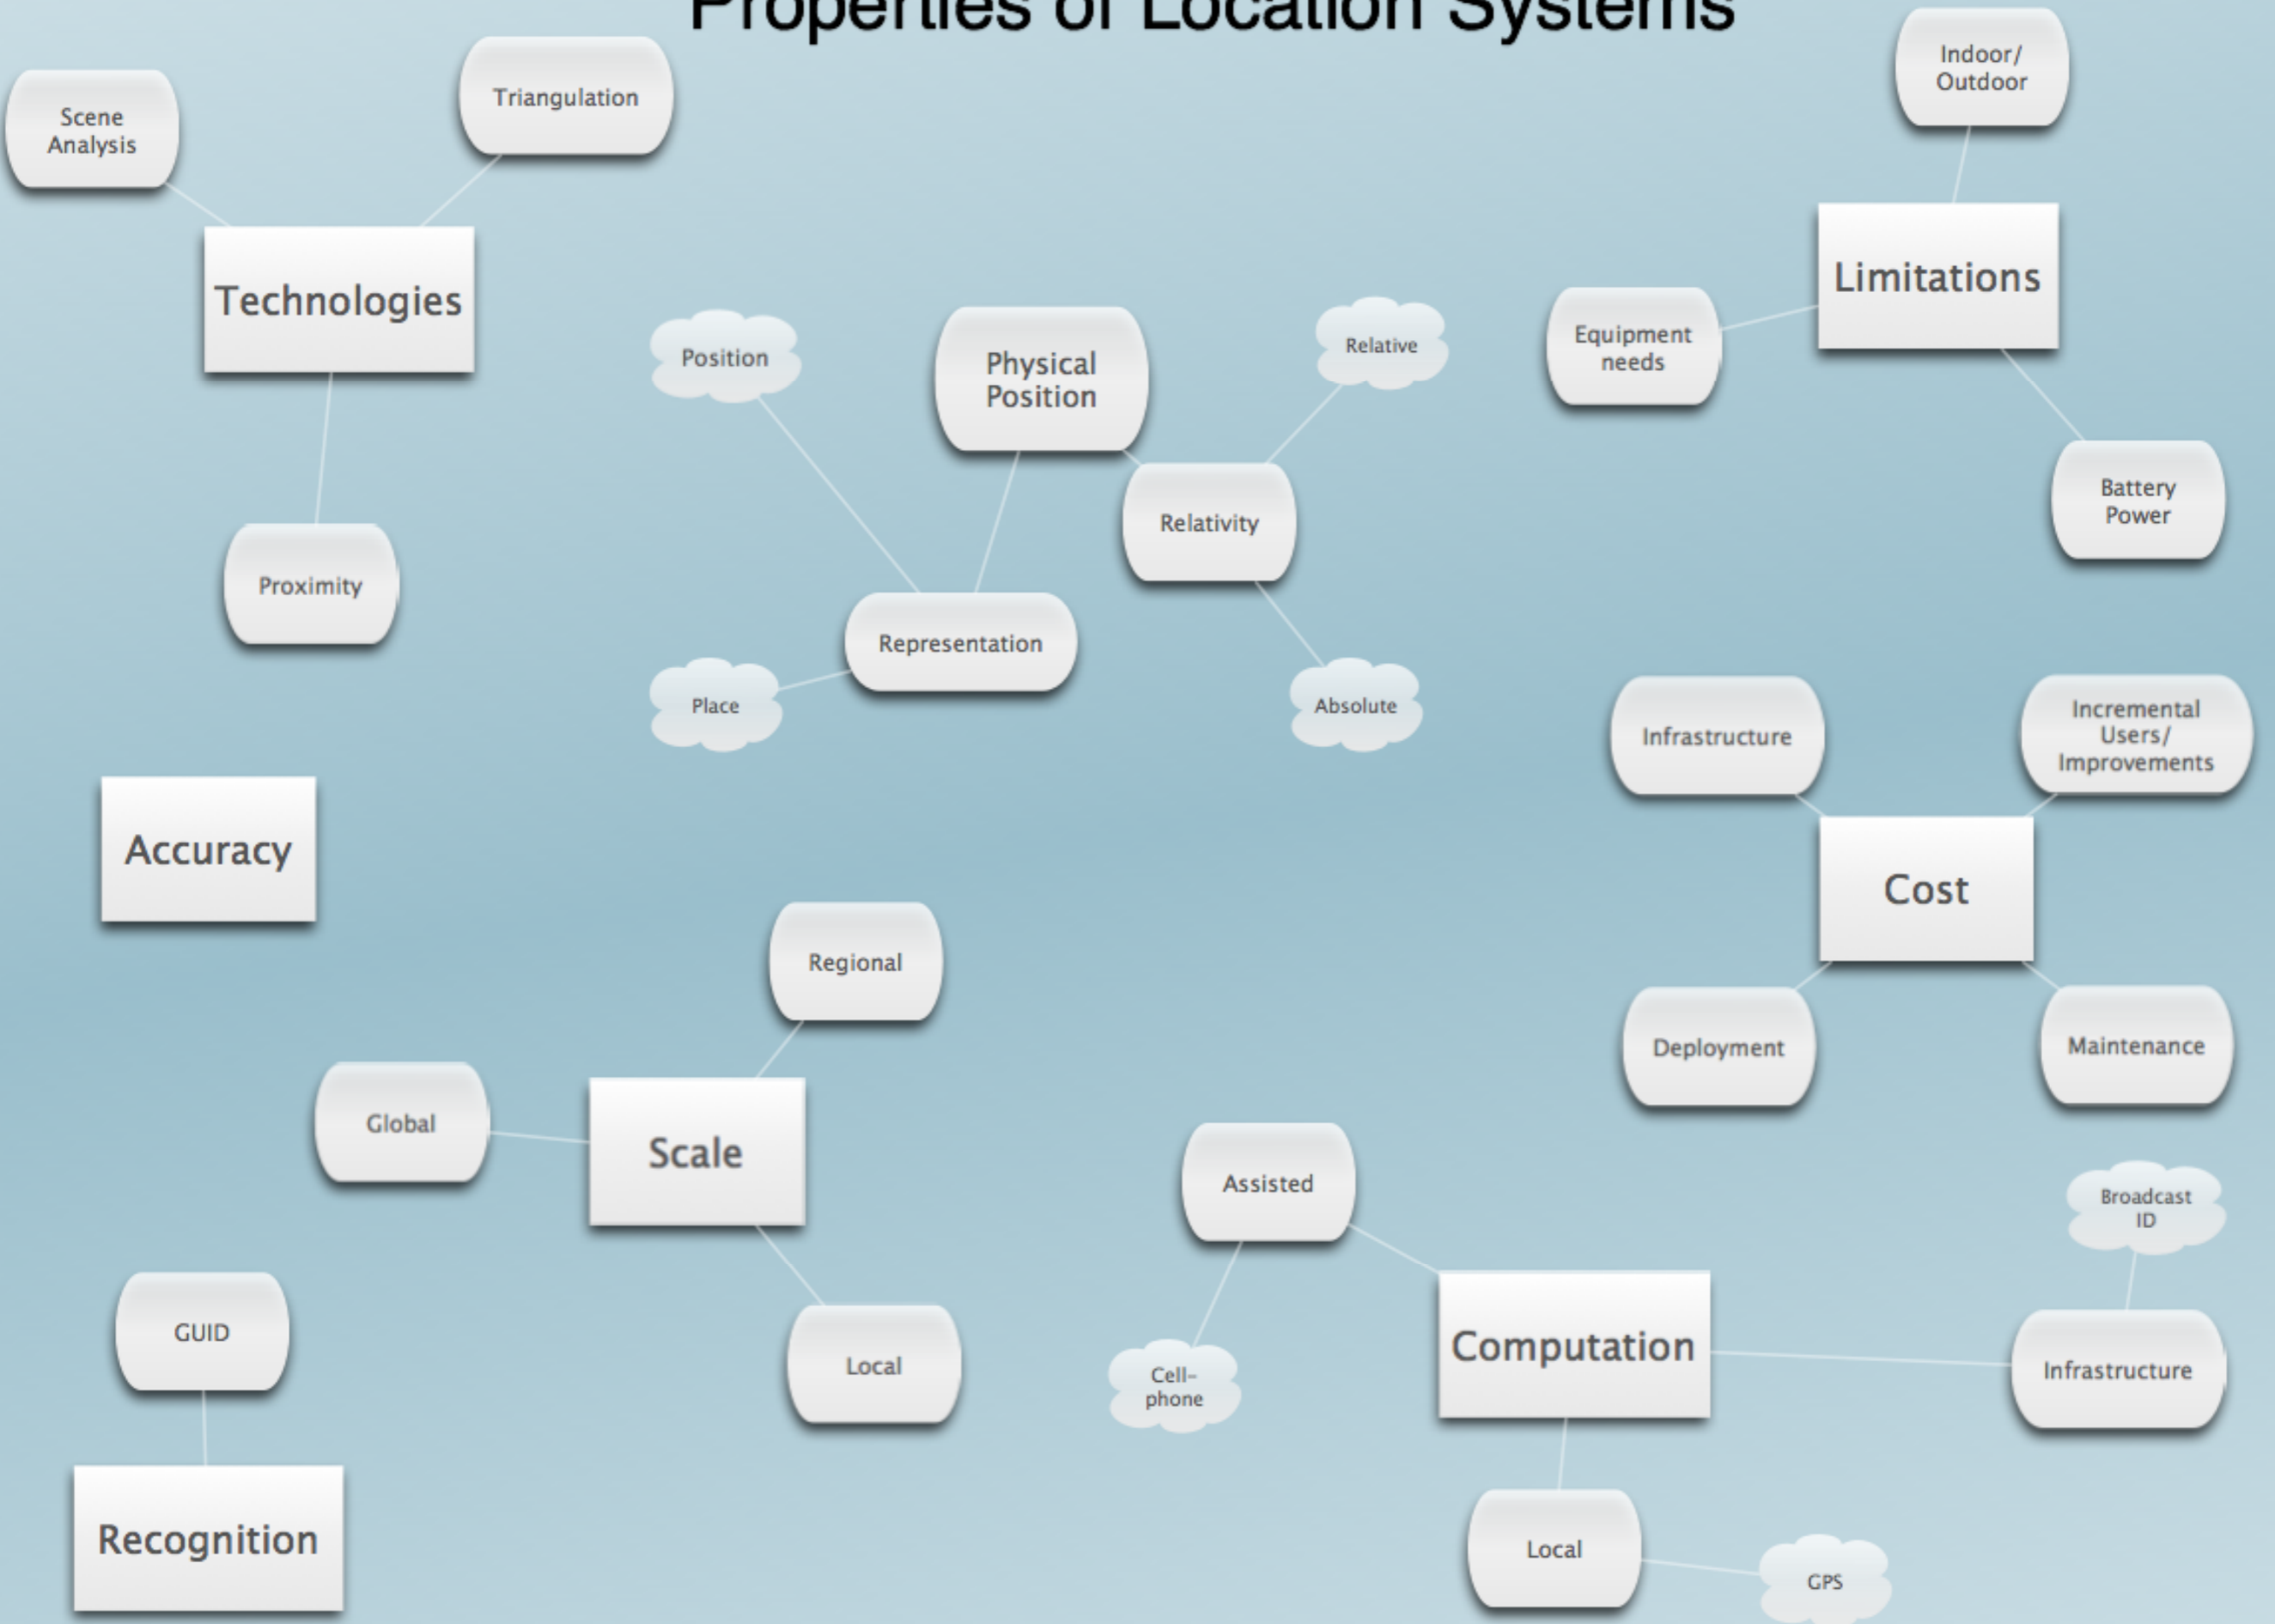 Properties of Location Systems
Scene
Analysis
Triangulation
Technologies
Proximity
Position
Physical
Position
Relative
Relativity
Representation
Place
Absolute
Indoor/
Outdoor
Limitations
Equipment
needs
Battery
Power
Infrastructure
Incremental
Users/
Improvements
Cost
Deployment
Maintenance
Accuracy
Regional
Global
Scale
Local
GUID
Recognition
Assisted
Cell-
phone
Computation
Broadcast
ID
Infrastructure
Local
GPS